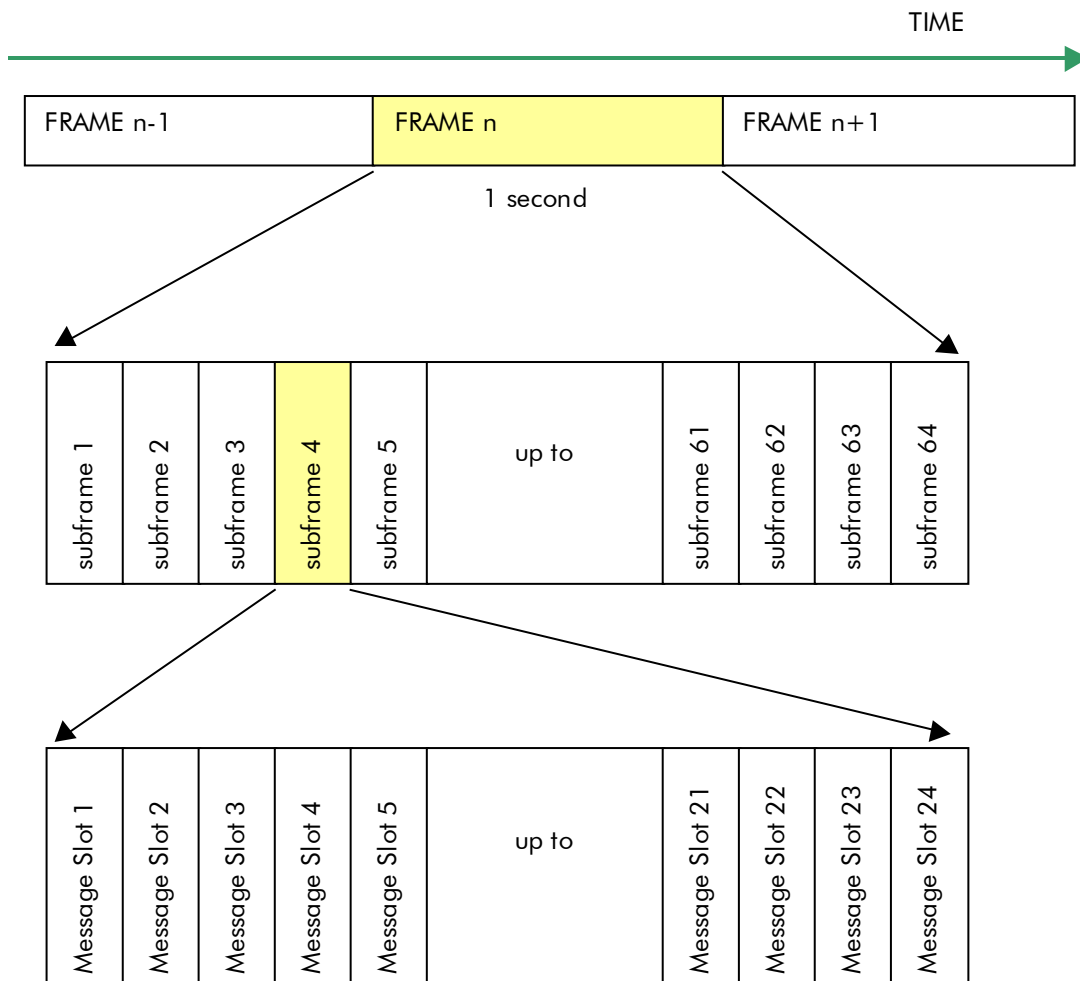 TIME
FRAME n-1
FRAME n
FRAME n+1
1 second
subframe 1
subframe 2
subframe 3
subframe 4
subframe 5
up to
subframe 61
subframe 62
subframe 63
subframe 64
Message Slot 1
Message Slot 2
Message Slot 3
Message Slot 4
Message Slot 5
up to
Message Slot 21
Message Slot 22
Message Slot 23
Message Slot 24